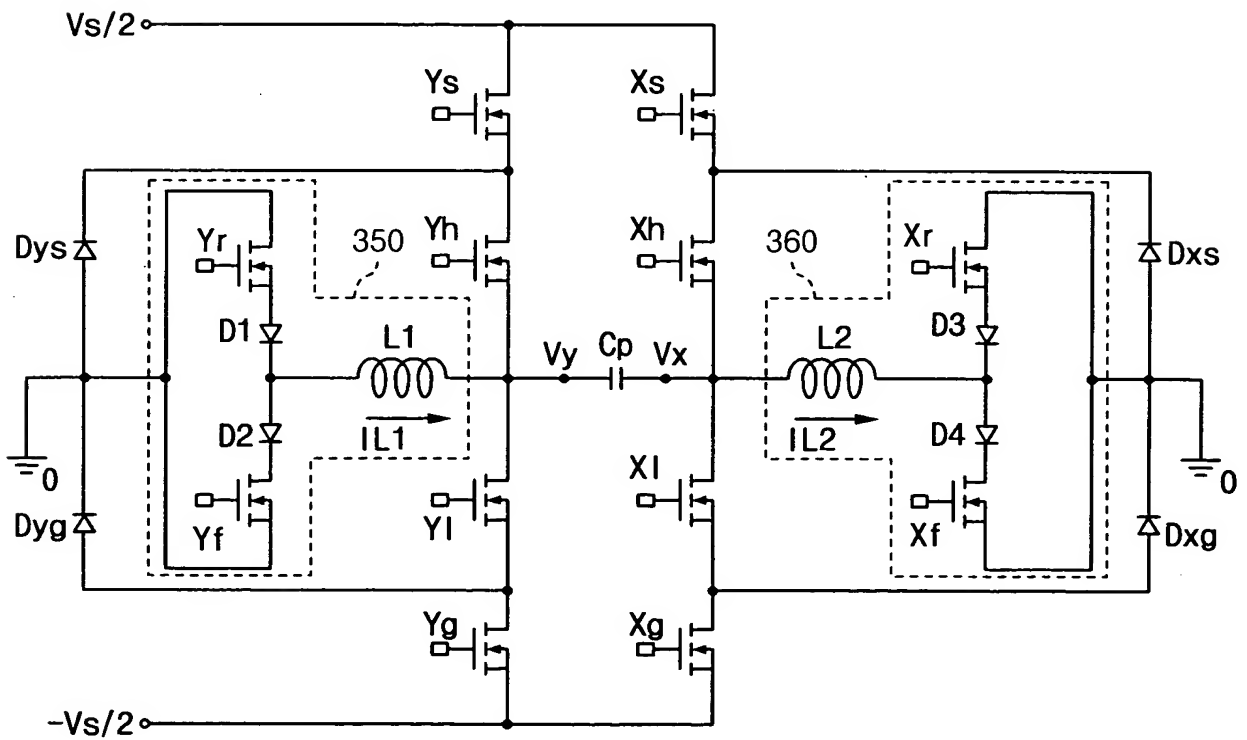 Vs/2
Ys Xs
Yr 350 Yh Xh 360 Xr
Dys Dxs
D1 L1 Vy Cp Vx L2 D3
D2 IL1 IL2 D4
0 0
Yf Yl Xl Xf
Dyg Dxg
Yg Xg
-Vs/2